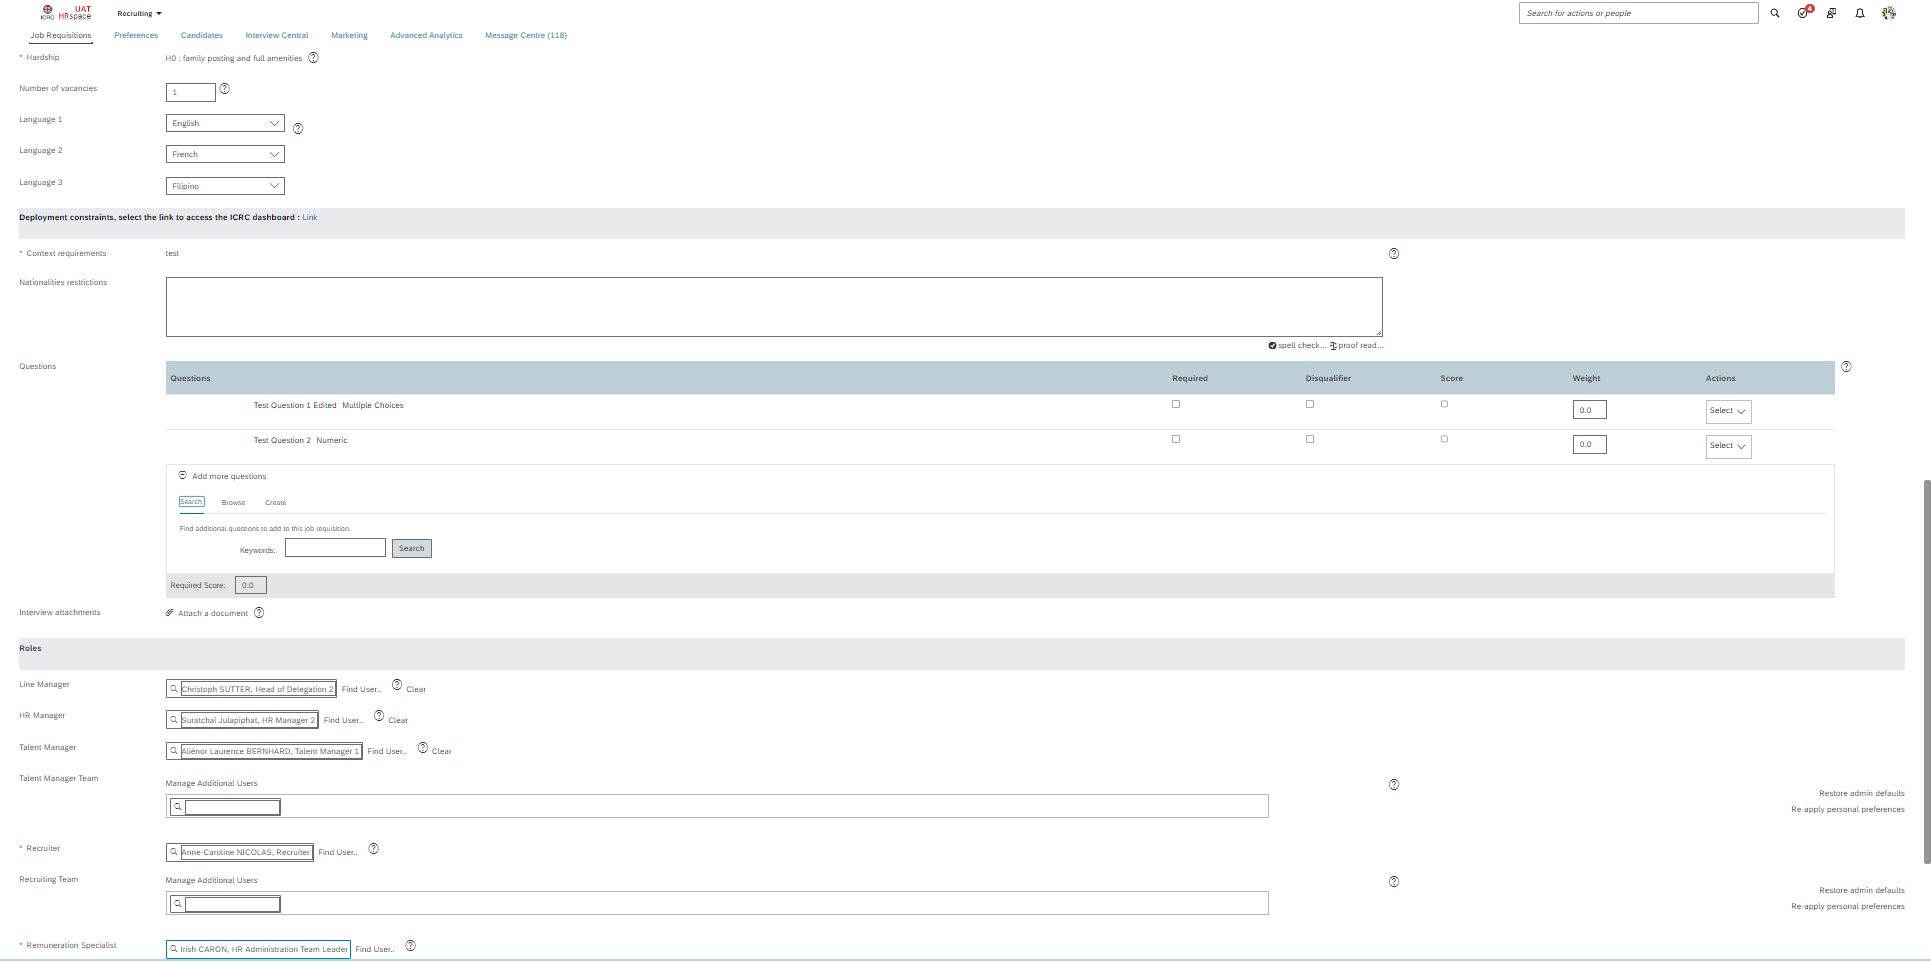 ICRC
UAT
HRspace
Recruiting
Search for actions or people
4
Job Requisitions
Preferences
Candidates
Interview Central
Marketing
Advanced Analytics
Message Centre (118)
* Hardship
H0 : family posting and full amenities
Number of vacancies
1
Language 1
English
Language 2
French
Language 3
Filipino
Deployment constraints, select the link to access the ICRC dashboard : Link
* Context requirements
test
Nationalities restrictions
spell check... proof read...
Questions
Questions
Required
Disqualifier
Score
Weight
Actions
Test Question 1 Edited Multiple Choices
0.0
Select
Test Question 2 Numeric
0.0
Select
Add more questions
Search
Browse
Create
Find additional questions to add to this job requisition.
Keywords:
Search
Required Score:
0.0
Interview attachments
Attach a document
Roles
Line Manager
Christoph SUTTER, Head of Delegation 2
Find User..
Clear
HR Manager
Suratchai Julapiphat, HR Manager 2
Find User..
Clear
Talent Manager
Aliénor Laurence BERNHARD, Talent Manager 1
Find User..
Clear
Talent Manager Team
Manage Additional Users
Restore admin defaults
Re-apply personal preferences
* Recruiter
Anne-Caroline NICOLAS, Recruiter
Find User..
Recruiting Team
Manage Additional Users
Restore admin defaults
Re-apply personal preferences
* Remuneration Specialist
Irish CARON, HR Administration Team Leader
Find User..